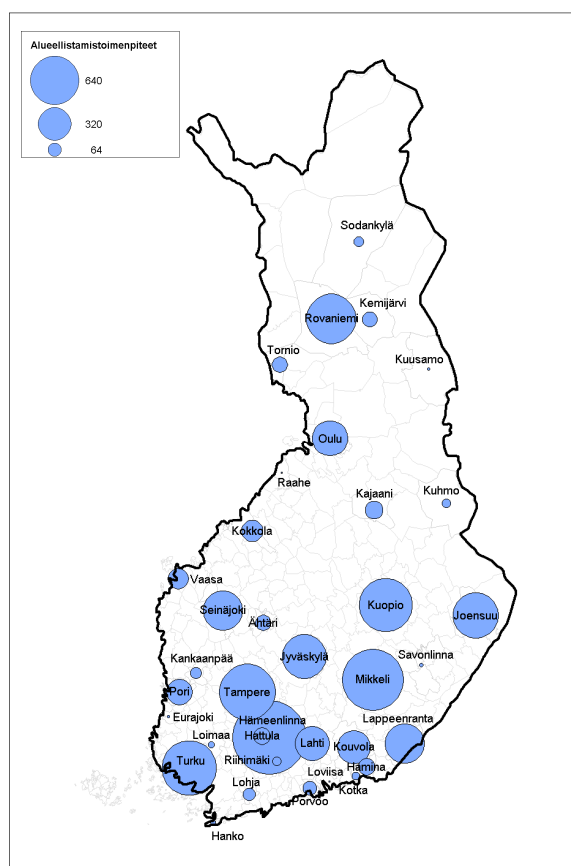 Alueellistamistoimenpiteet
640
320
64
Sodankylä
Kemijärvi
Rovaniemi
Tornio
Kuusamo
Oulu
Raahe
Kajaani
Kuhmo
Kokkola
Vaasa
Kuopio
Seinäjoki
Joensuu
Ähtäri
Jyväskylä
Savonlinna
Kankaanpää
Mikkeli
Pori
Tampere
Eurajoki
Hämeenlinna
Lappeenranta
Loimaa
Hattula
Lahti
Kouvola
Turku
Riihimäki
Hamina
Loviisa
Lohja
Kotka
Porvoo
Hanko